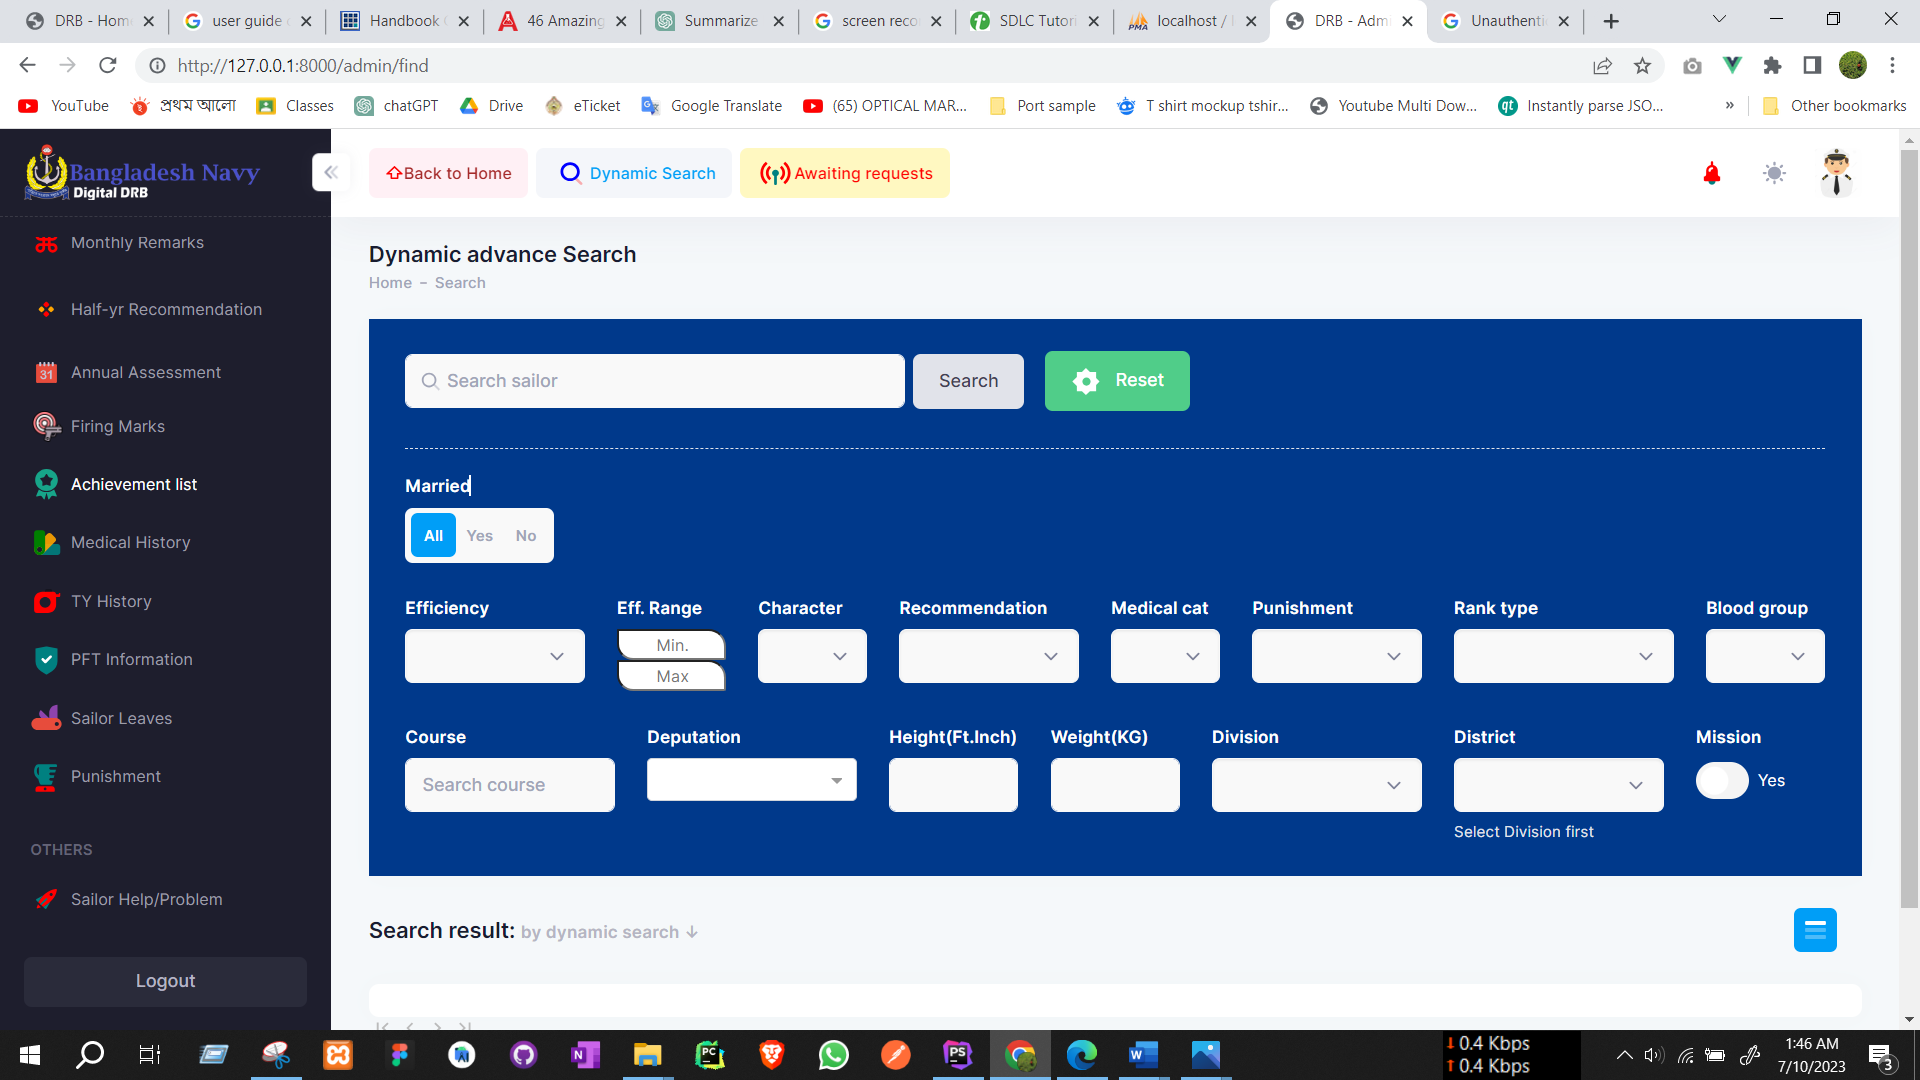 DRB - Hom
user guide
Handbook
46 Amazing
Summarize
screen reco
SDLC Tutori
localhost /
DRB - Adm
Unauthenti
http://127.0.0.1:8000/admin/find
YouTube
প্রথম আলো
Classes
chatGPT
Drive
eTicket
Google Translate
(65) OPTICAL MAR...
Port sample
T shirt mockup tshir...
Youtube Multi Dow...
Instantly parse JSO...
»
Other bookmarks
Bangladesh Navy
Digital DRB
Back to Home
Dynamic Search
Awaiting requests
Monthly Remarks
Half-yr Recommendation
31
Annual Assessment
Firing Marks
Achievement list
Medical History
TY History
PFT Information
Sailor Leaves
Punishment
OTHERS
Sailor Help/Problem
Logout
Dynamic advance Search
Home - Search
Search sailor
Search
Reset
Married
All Yes No
Efficiency
Eff. Range
Character
Recommendation
Medical cat
Punishment
Rank type
Blood group
Min.
Max
Course
Deputation
Height(Ft.Inch)
Weight(KG)
Division
District
Mission
Search course
Yes
Select Division first
Search result: by dynamic search ↓
↓ 0.4 Kbps
↑ 0.4 Kbps
1:46 AM
7/10/2023
3